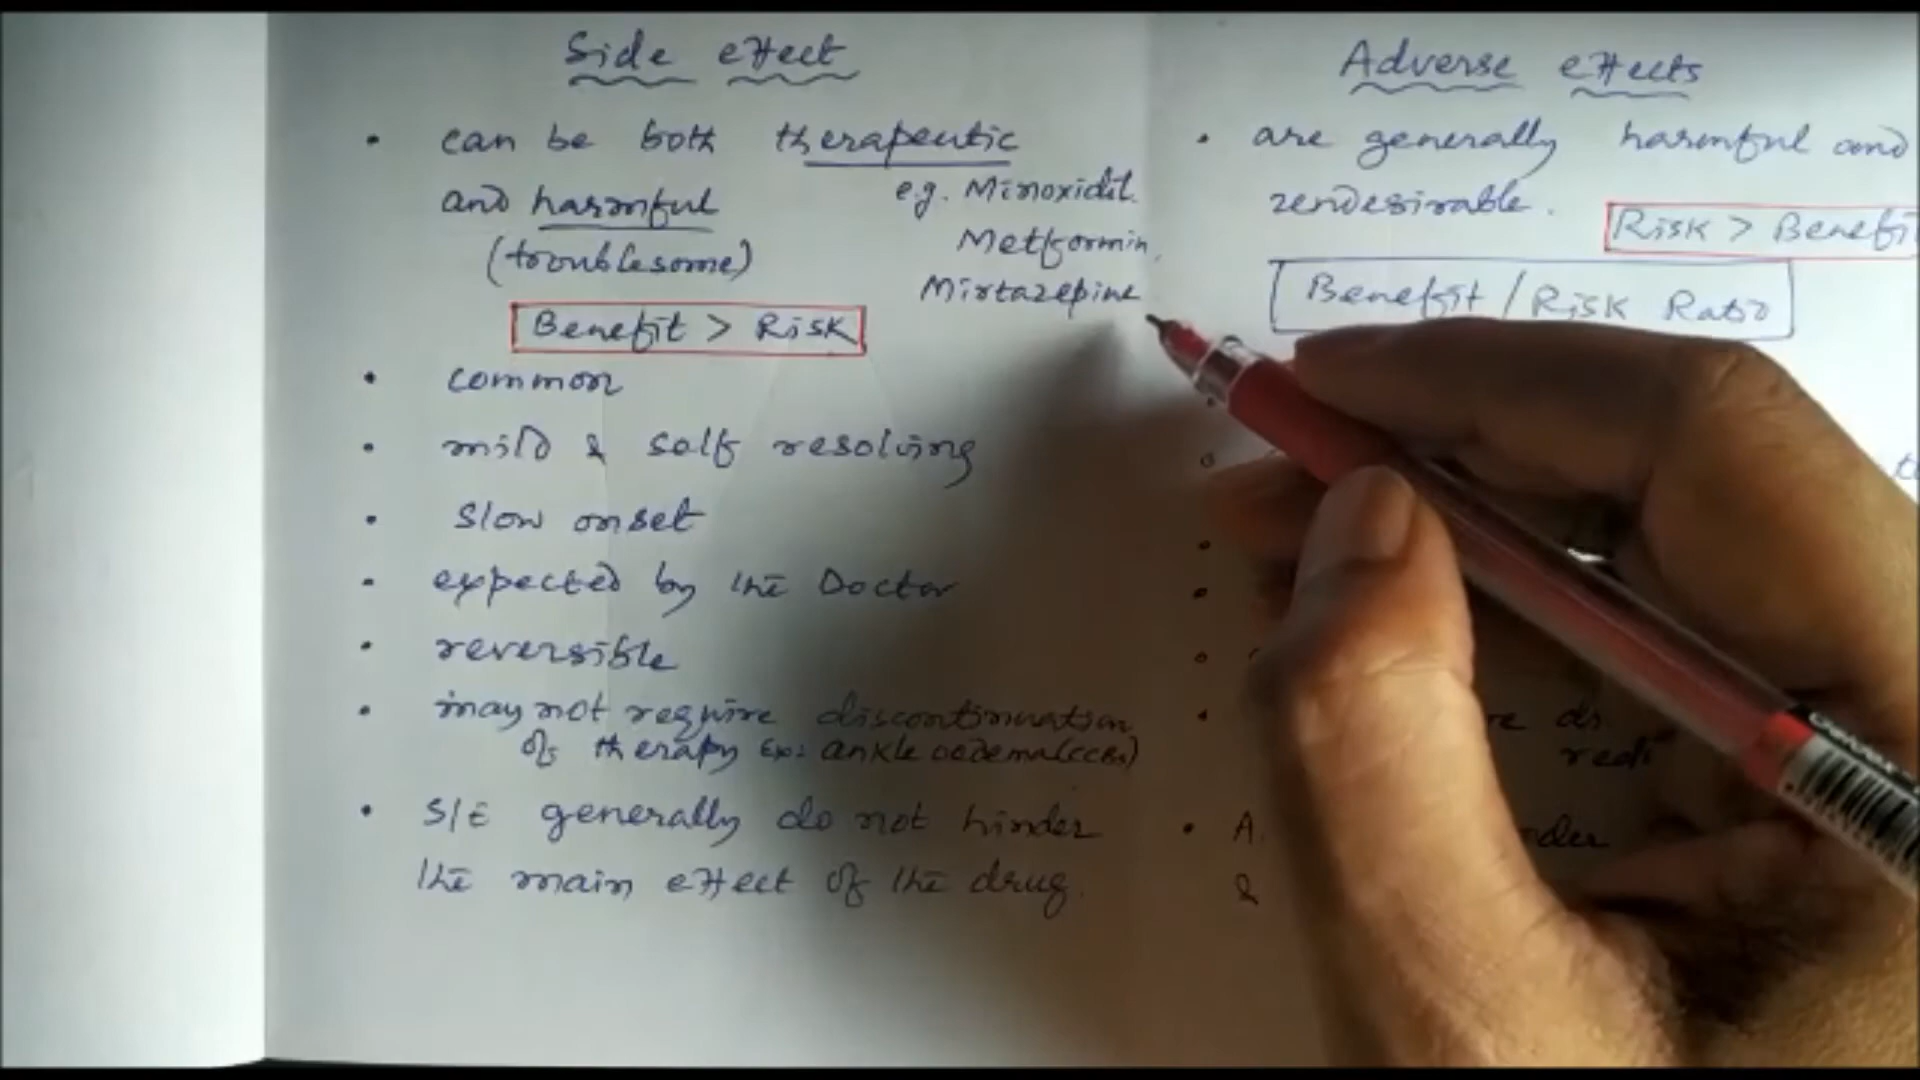 Side effect
• can be both therapeutic
and harmful
(troublesome)
e.g. Minoxidil.
Metformin,
Mirtazepine
Benefit > Risk
• common
• mild & self resolving
• slow onset
• expected by the Doctor
• reversible
• may not require discontinuation
of therapy Ex: ankle oedema(CCBs)
• S/E generally do not hinder
the main effect of the drug.
Adverse effects
• are generally harmful and
undesirable.
Risk > Benefi
Benefit / Risk Ratio
• A.
&